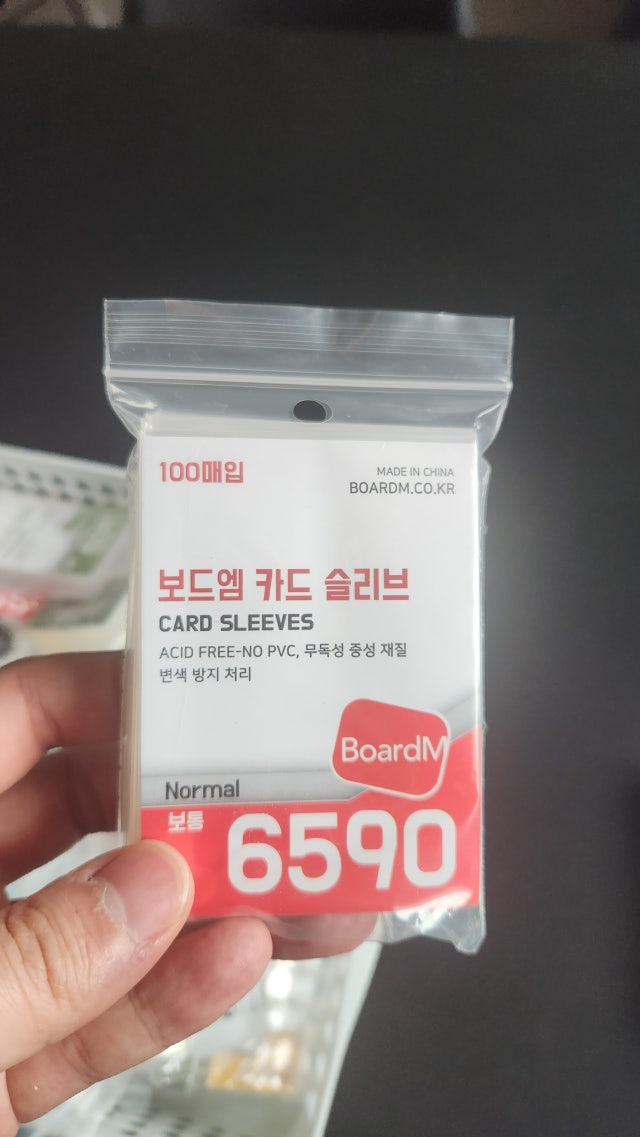 100매입
MADE IN CHINA
BOARDM.CO.KR
보드엠 카드 슬리브
CARD SLEEVES
ACID FREE-NO PVC, 무독성 중성 재질
변색 방지 처리
BoardM
Normal
보통
6590